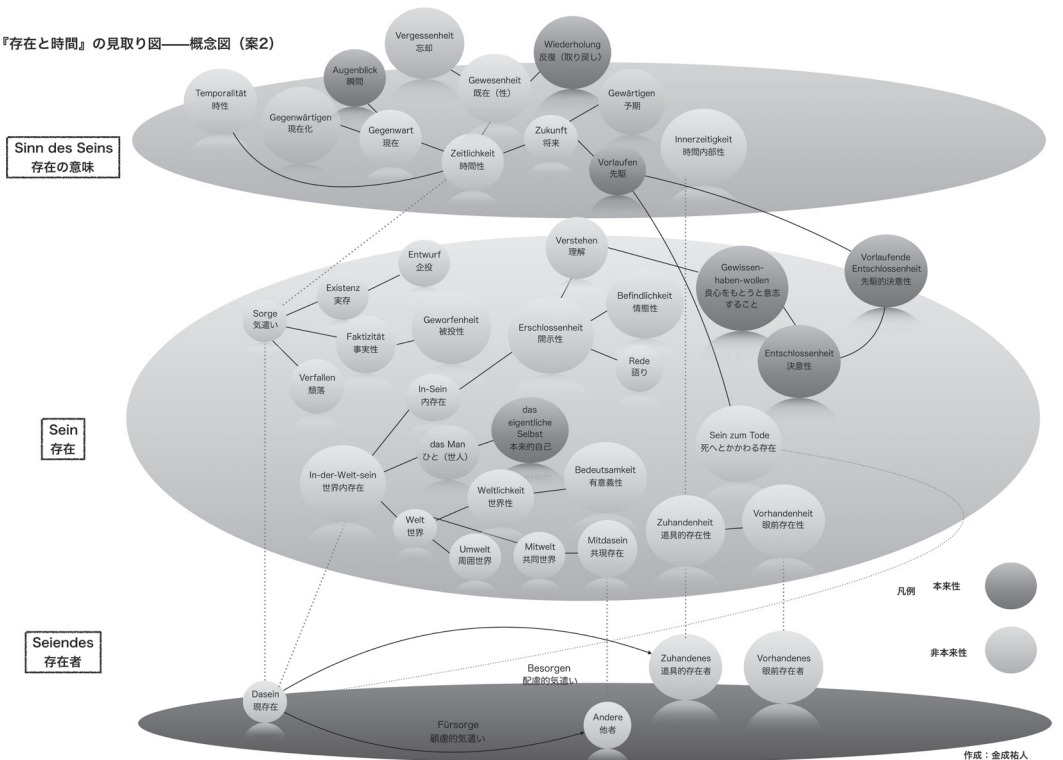 『存在と時間』の見取り図——概念図（案2）
Vergessenheit
忘却
Wiederholung
反復（取り戻し）
Augenblick
瞬間
Gewesenheit
既在（性）
Temporalität
時性
Gewärtigen
予期
Gegenwärtigen
現在化
Gegenwart
現在
Zukunft
将来
Innerzeitigkeit
時間内部性
Sinn des Seins
存在の意味
Zeitlichkeit
時間性
Vorlaufen
先駆
Verstehen
理解
Entwurf
企投
Gewissen-
haben-wollen
良心をもとうと意志
すること
Vorlaufende
Entschlossenheit
先駆的決意性
Existenz
実存
Befindlichkeit
情態性
Sorge
気遣い
Geworfenheit
被投性
Erschlossenheit
開示性
Faktizität
事実性
Entschlossenheit
決意性
Rede
語り
Verfallen
頽落
In-Sein
内存在
das
eigentliche
Selbst
本来的自己
Sein
存在
das Man
ひと（世人）
Sein zum Tode
死へとかかわる存在
In-der-Welt-sein
世界内存在
Bedeutsamkeit
有意義性
Weltlichkeit
世界性
Welt
世界
Zuhandenheit
道具的存在性
Vorhandenheit
眼前存在性
Umwelt
周囲世界
Mitwelt
共同世界
Mitdasein
共現存在
凡例
本来性
Seiendes
存在者
非本来性
Zuhandenes
道具的存在者
Vorhandenes
眼前存在者
Besorgen
配慮的気遣い
Dasein
現存在
Fürsorge
顧慮的気遣い
Andere
他者
作成：金成祐人